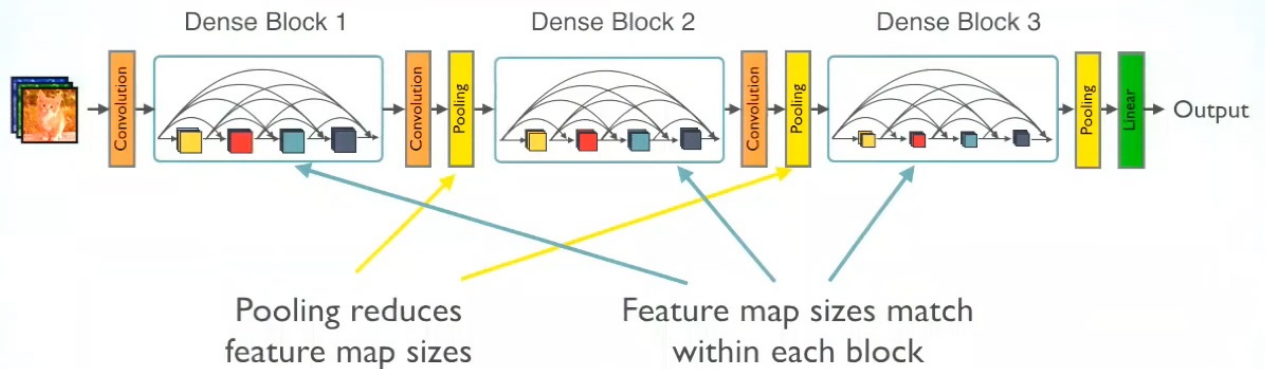 Dense Block 1
Dense Block 2
Dense Block 3
Convolution
Convolution
Pooling
Convolution
Pooling
Pooling
Linear
Output
Pooling reduces
feature map sizes
Feature map sizes match
within each block